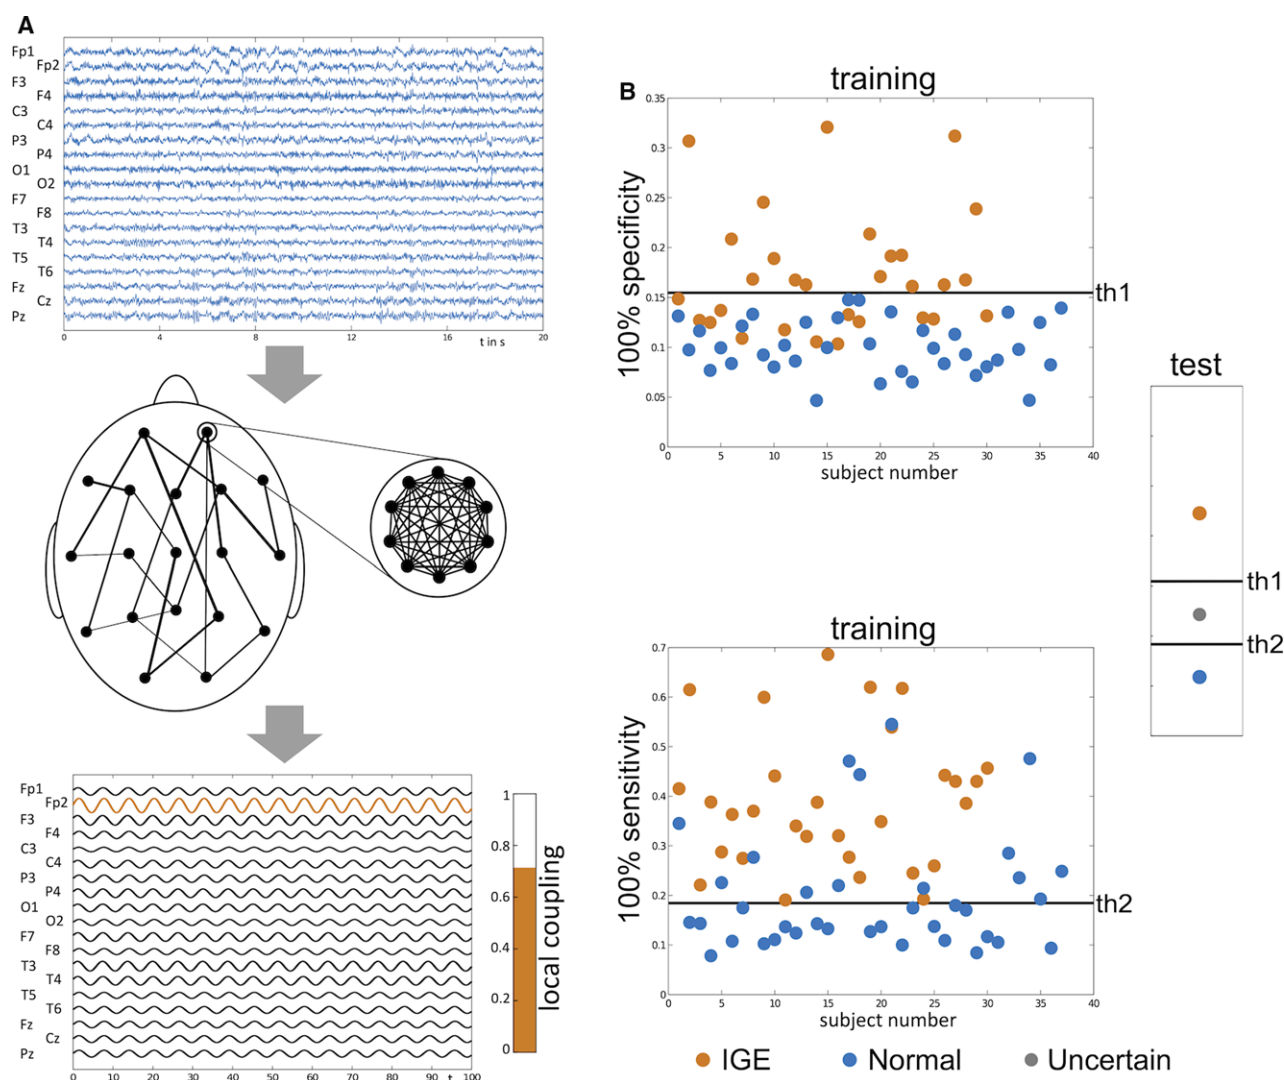 A
Fp1
Fp2
F3
F4
C3
C4
P3
P4
O1
O2
F7
F8
T3
T4
T5
T6
Fz
Cz
Pz
0 4 8 12 16 20
t in s
Fp1
Fp2
F3
F4
C3
C4
P3
P4
O1
O2
F7
F8
T3
T4
T5
T6
Fz
Cz
Pz
0 10 20 30 40 50 60 70 80 90 t 100
1
0.8
0.6
0.4
0.2
0
local coupling
B
training
100% specificity
0.35
0.3
0.25
0.2
0.15
0.1
0.05
0
th1
0 5 10 15 20 25 30 35 40
subject number
training
100% sensitivity
0.7
0.6
0.5
0.4
0.3
0.2
0.1
0
th2
0 5 10 15 20 25 30 35 40
subject number
test
th1
th2
IGE Normal Uncertain